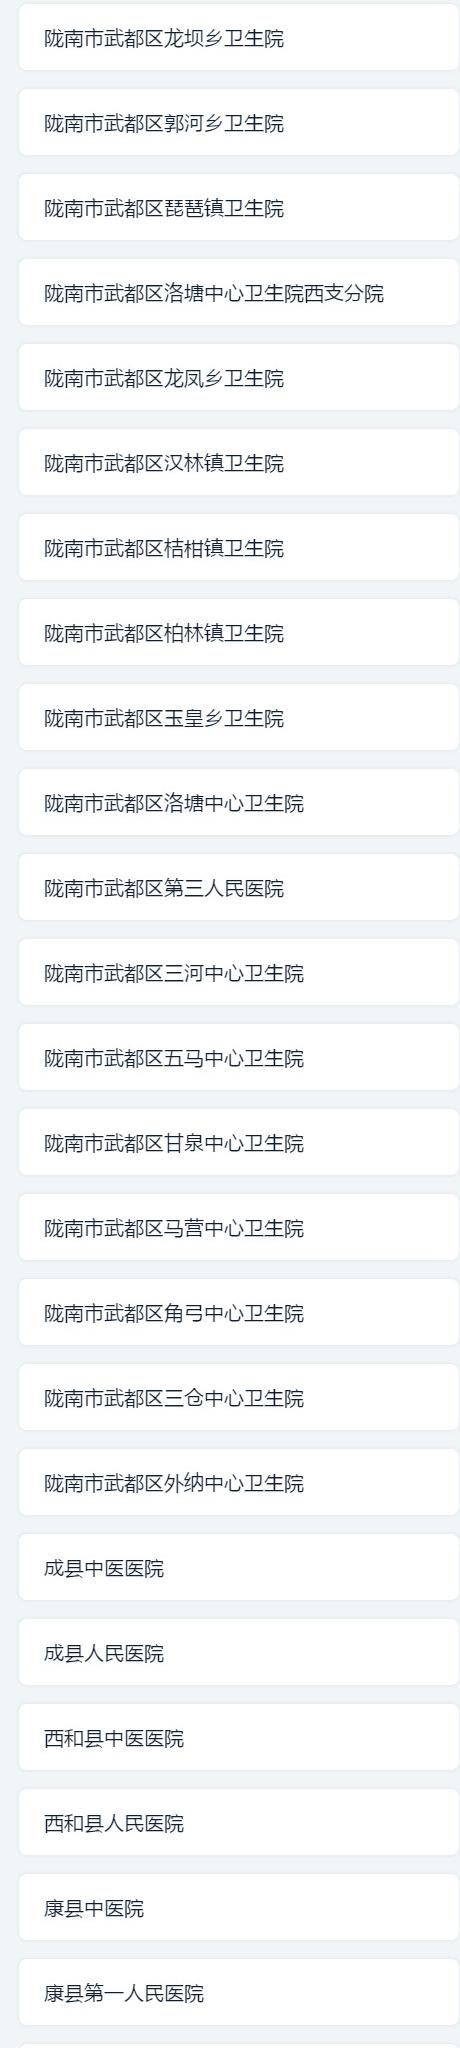 陇南市武都区龙坝乡卫生院
陇南市武都区郭河乡卫生院
陇南市武都区琵琶镇卫生院
陇南市武都区洛塘中心卫生院西支分院
陇南市武都区龙凤乡卫生院
陇南市武都区汉林镇卫生院
陇南市武都区桔柑镇卫生院
陇南市武都区柏林镇卫生院
陇南市武都区玉皇乡卫生院
陇南市武都区洛塘中心卫生院
陇南市武都区第三人民医院
陇南市武都区三河中心卫生院
陇南市武都区五马中心卫生院
陇南市武都区甘泉中心卫生院
陇南市武都区马营中心卫生院
陇南市武都区角弓中心卫生院
陇南市武都区三仓中心卫生院
陇南市武都区外纳中心卫生院
成县中医医院
成县人民医院
西和县中医医院
西和县人民医院
康县中医院
康县第一人民医院